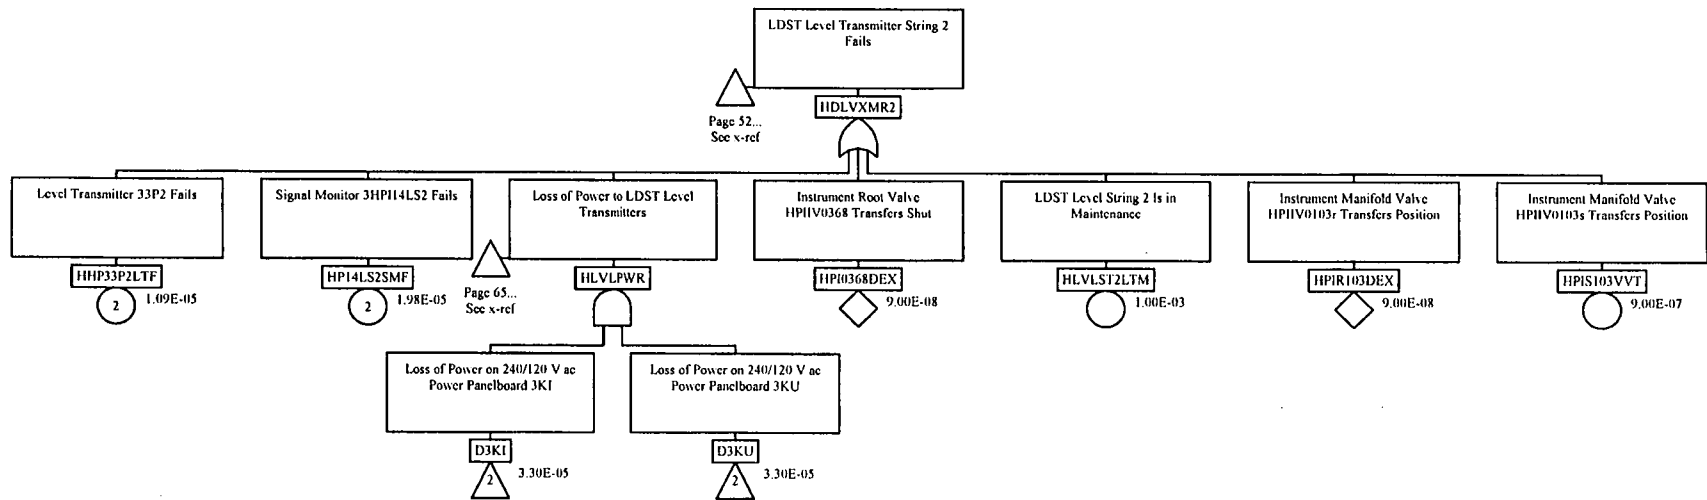 LDST Level Transmitter String 2
Fails
HDLVXMR2
Page 52...
See x-ref
Level Transmitter 33P2 Fails
Signal Monitor 3HPI14LS2 Fails
Loss of Power to LDST Level
Transmitters
Instrument Root Valve
HPIIV0368 Transfers Shut
LDST Level String 2 Is in
Maintenance
Instrument Manifold Valve
HPIIV0103r Transfers Position
Instrument Manifold Valve
HPIIV0103s Transfers Position
HHP33P2LTF
2
1.09E-05
HP14LS2SMF
2
1.98E-05
Page 65...
See x-ref
HLVLPWR
HPI0368DEX
9.00E-08
HLVLST2LTM
1.00E-03
HPIR103DEX
9.00E-08
HPIS103VVT
9.00E-07
Loss of Power on 240/120 V ac
Power Panelboard 3KI
Loss of Power on 240/120 V ac
Power Panelboard 3KU
D3KI
2
3.30E-05
D3KU
2
3.30E-05